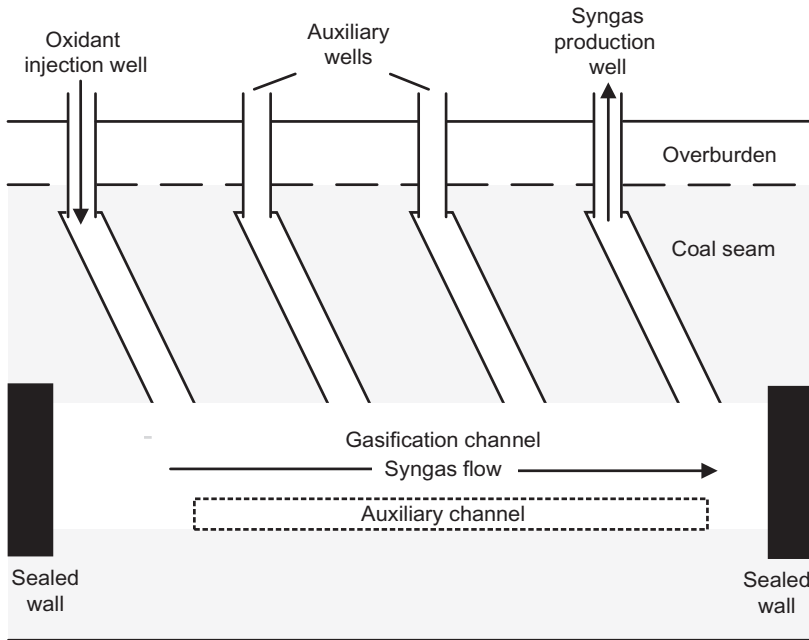 Oxidant
injection well
Auxiliary
wells
Syngas
production
well
Overburden
Coal seam
Gasification channel
Syngas flow
Auxiliary channel
Sealed
wall
Sealed
wall